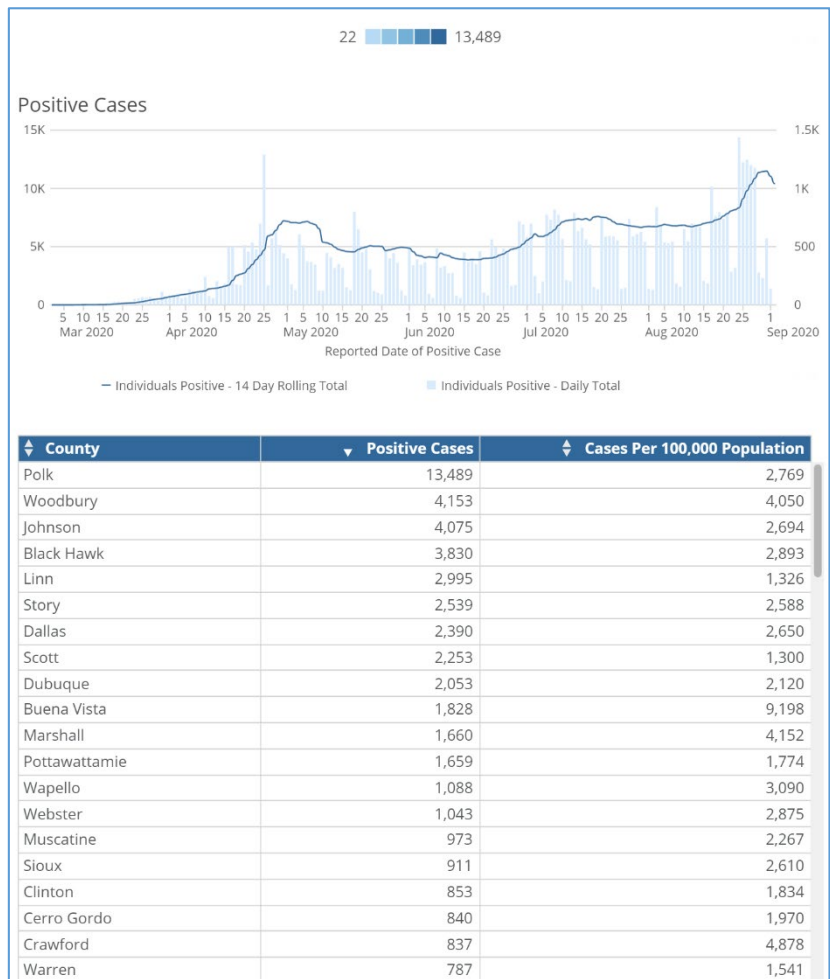 22 13,489
Positive Cases
15K 1.5K
10K 1K
5K 500
0 0
5 10 15 20 25 1 5 10 15 20 25 1 5 10 15 20 25 1 5 10 15 20 25 1 5 10 15 20 25 1 5 10 15 20 25 1
Mar 2020 Apr 2020 May 2020 Jun 2020 Jul 2020 Aug 2020 Sep 2020
Reported Date of Positive Case
Individuals Positive - 14 Day Rolling Total Individuals Positive - Daily Total
County Positive Cases Cases Per 100,000 Population
Polk 13,489 2,769
Woodbury 4,153 4,050
Johnson 4,075 2,694
Black Hawk 3,830 2,893
Linn 2,995 1,326
Story 2,539 2,588
Dallas 2,390 2,650
Scott 2,253 1,300
Dubuque 2,053 2,120
Buena Vista 1,828 9,198
Marshall 1,660 4,152
Pottawattamie 1,659 1,774
Wapello 1,088 3,090
Webster 1,043 2,875
Muscatine 973 2,267
Sioux 911 2,610
Clinton 853 1,834
Cerro Gordo 840 1,970
Crawford 837 4,878
Warren 787 1,541